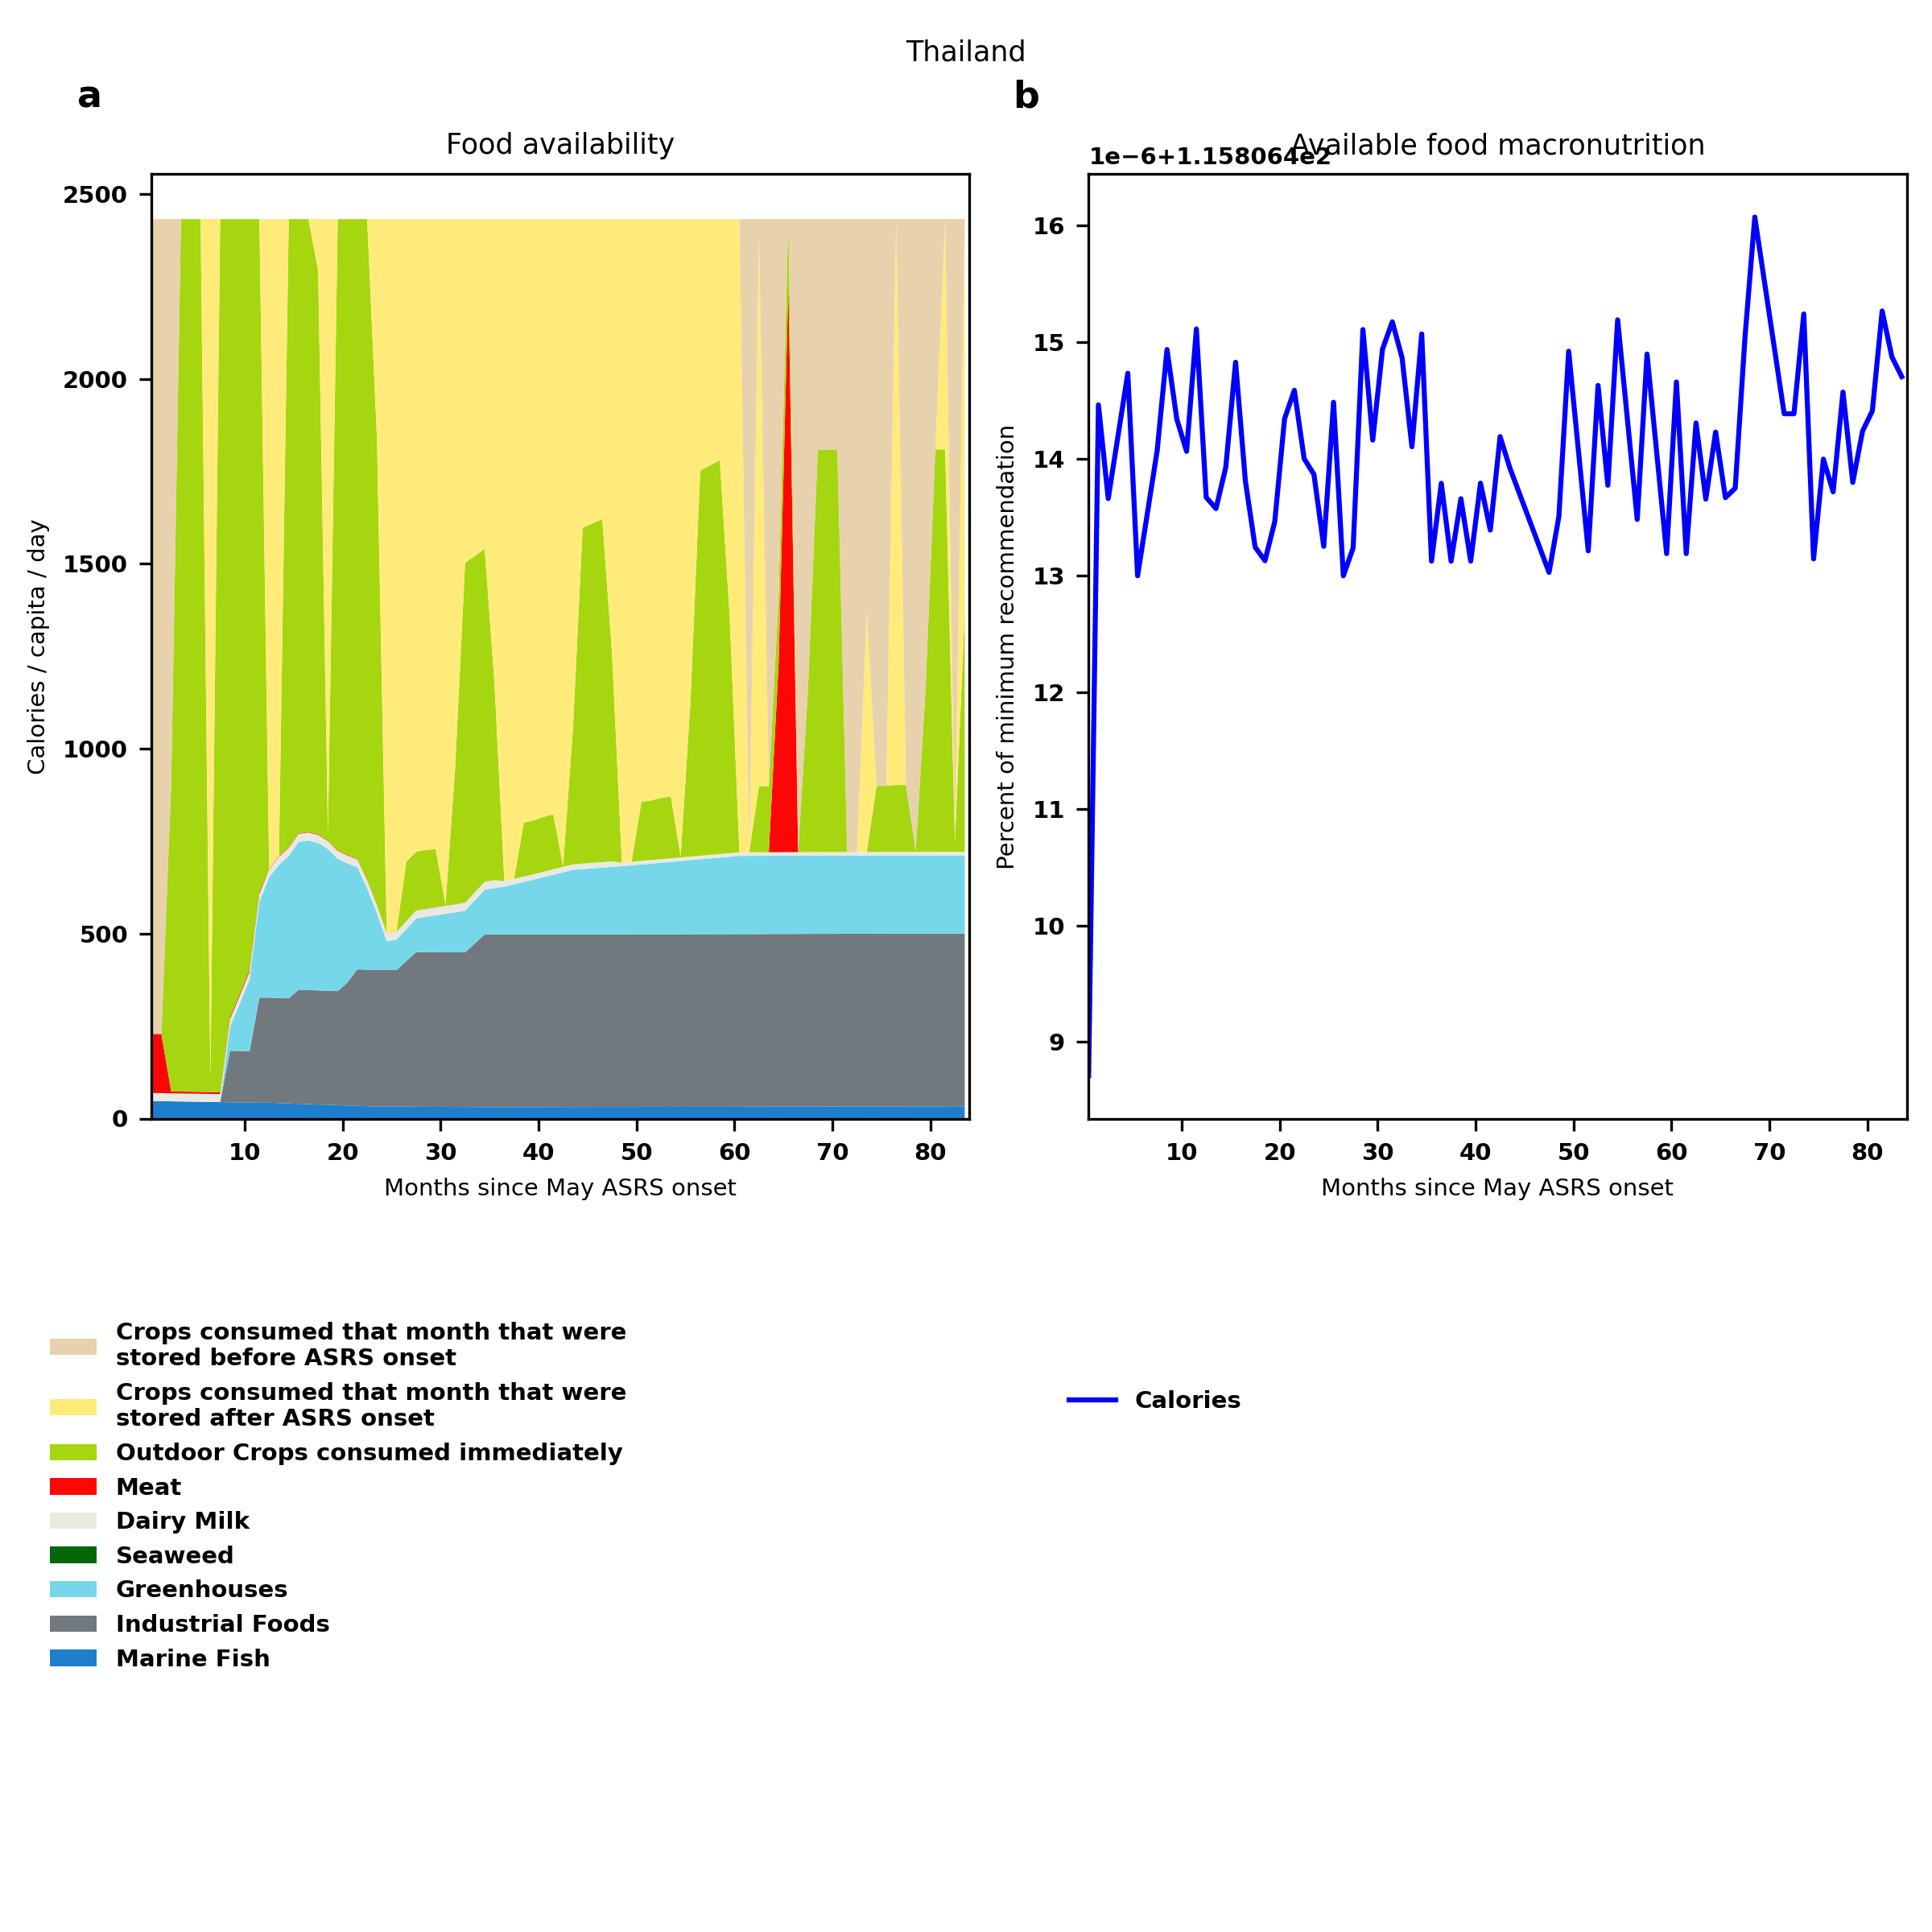 Thailand
a
Food availability
2500
2000
1500
1000
500
0
Calories / capita / day
10 20 30 40 50 60 70 80
Months since May ASRS onset
b
Available food macronutrition
1e−6+1.158064e2
16
15
14
13
12
11
10
9
Percent of minimum recommendation
10 20 30 40 50 60 70 80
Months since May ASRS onset
Crops consumed that month that were
stored before ASRS onset
Crops consumed that month that were
stored after ASRS onset
Outdoor Crops consumed immediately
Meat
Dairy Milk
Seaweed
Greenhouses
Industrial Foods
Marine Fish
Calories